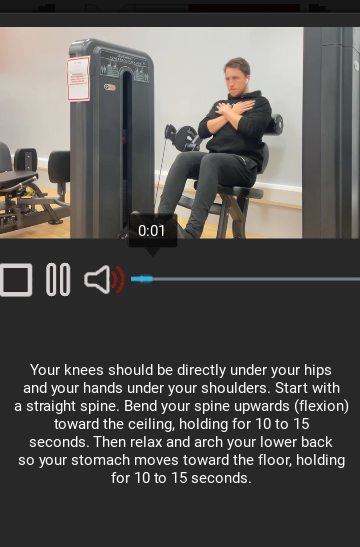 0:01
Your knees should be directly under your hips
and your hands under your shoulders. Start with
a straight spine. Bend your spine upwards (flexion)
toward the ceiling, holding for 10 to 15
seconds. Then relax and arch your lower back
so your stomach moves toward the floor, holding
for 10 to 15 seconds.